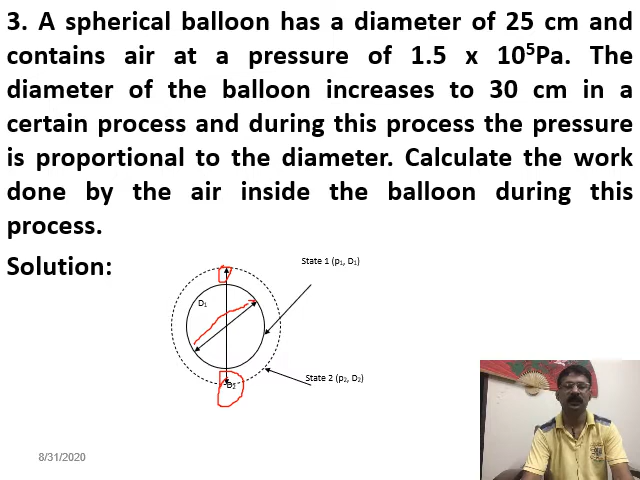 3. A spherical balloon has a diameter of 25 cm and
contains air at a pressure of 1.5 x 10⁵Pa. The
diameter of the balloon increases to 30 cm in a
certain process and during this process the pressure
is proportional to the diameter. Calculate the work
done by the air inside the balloon during this
process.
Solution:
State 1 (p₁, D₁)
D₁
State 2 (p₂, D₂)
D₂
8/31/2020